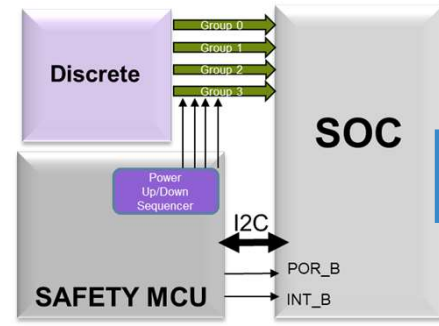 Group 0
Group 1
Group 2
Group 3
Discrete
SOC
Power
Up/Down
Sequencer
I2C
POR_B
INT_B
SAFETY MCU